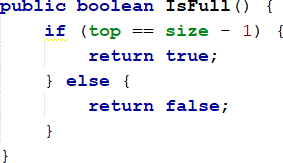 public boolean IsFull() {
    if (top == size - 1) {
        return true;
    } else {
        return false;
    }
}